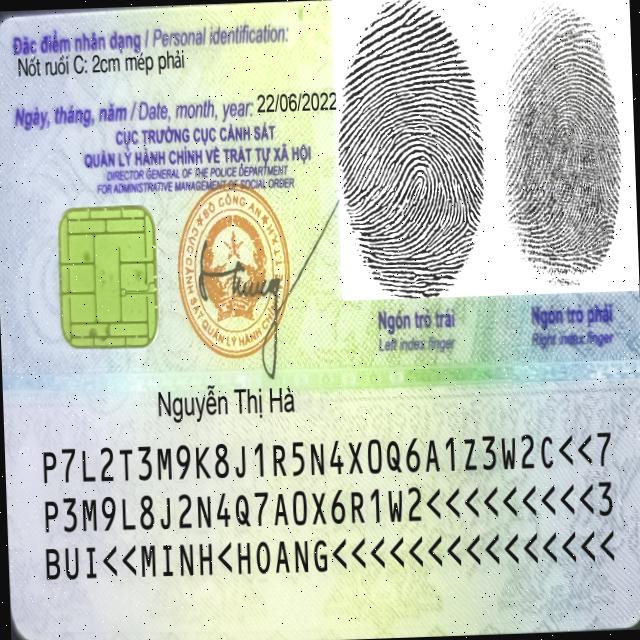 Đặc điểm nhân dạng / Personal identification:
Nốt ruồi C: 2cm mép phải
Ngày, tháng, năm / Date, month, year: 22/06/2022
CỤC TRƯỞNG CỤC CẢNH SÁT
QUẢN LÝ HÀNH CHÍNH VỀ TRẬT TỰ XÃ HỘI
DIRECTOR GENERAL OF THE POLICE DEPARTMENT
FOR ADMINISTRATIVE MANAGEMENT OF SOCIAL ORDER
BỘ CÔNG AN
CỤC CẢNH SÁT QUẢN LÝ HÀNH CHÍNH
Ngón trỏ trái
Left index finger
Ngón trỏ phải
Right index finger
Nguyễn Thị Hà
P7L2T3M9K8J1R5N4X0Q6A1Z3W2C<<7
P3M9L8J2N4Q7A0X6R1W2<<<<<<<<<3
BUI<<MINH<HOANG<<<<<<<<<<<<<<<